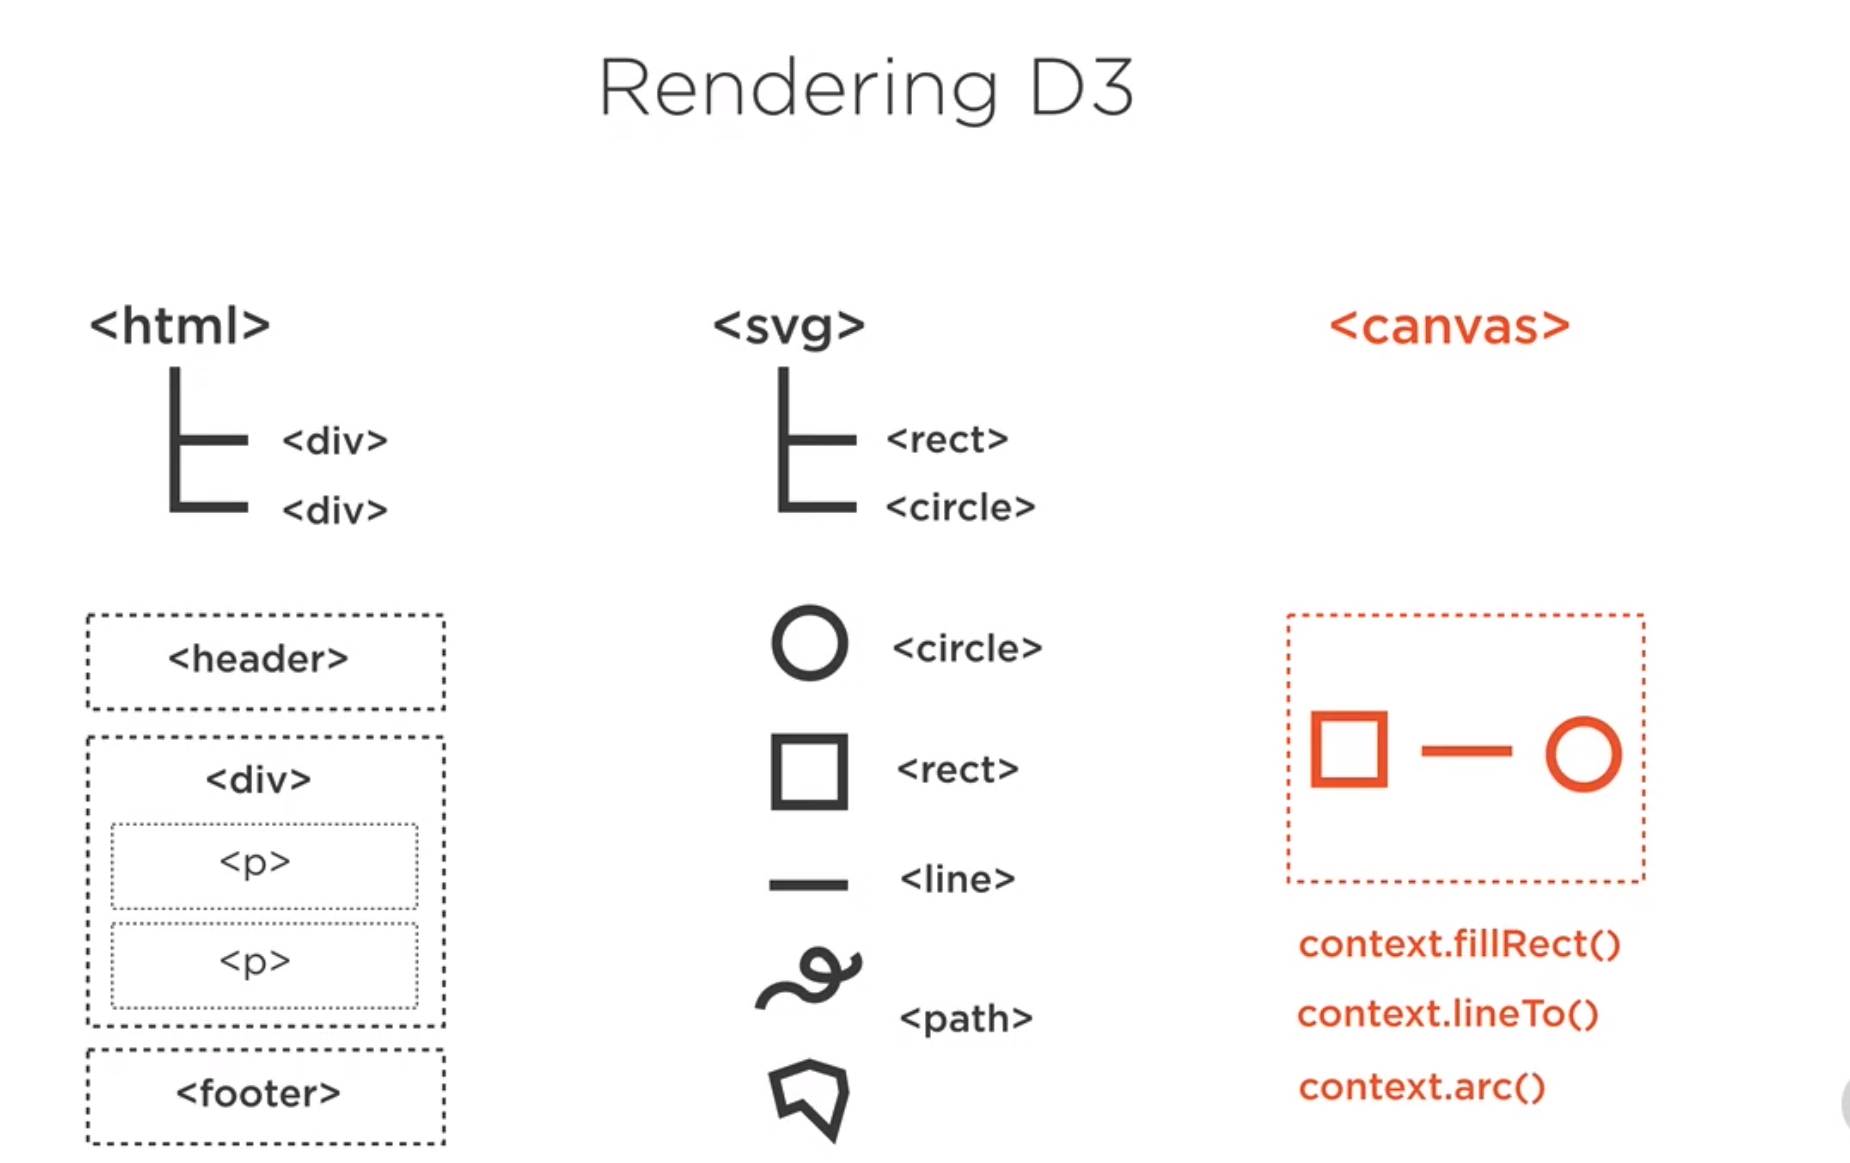 Rendering D3
<html>
<div>
<div>
<header>
<div>
<p>
<p>
<footer>
<svg>
<rect>
<circle>
<circle>
<rect>
<line>
<path>
<canvas>
context.fillRect()
context.lineTo()
context.arc()